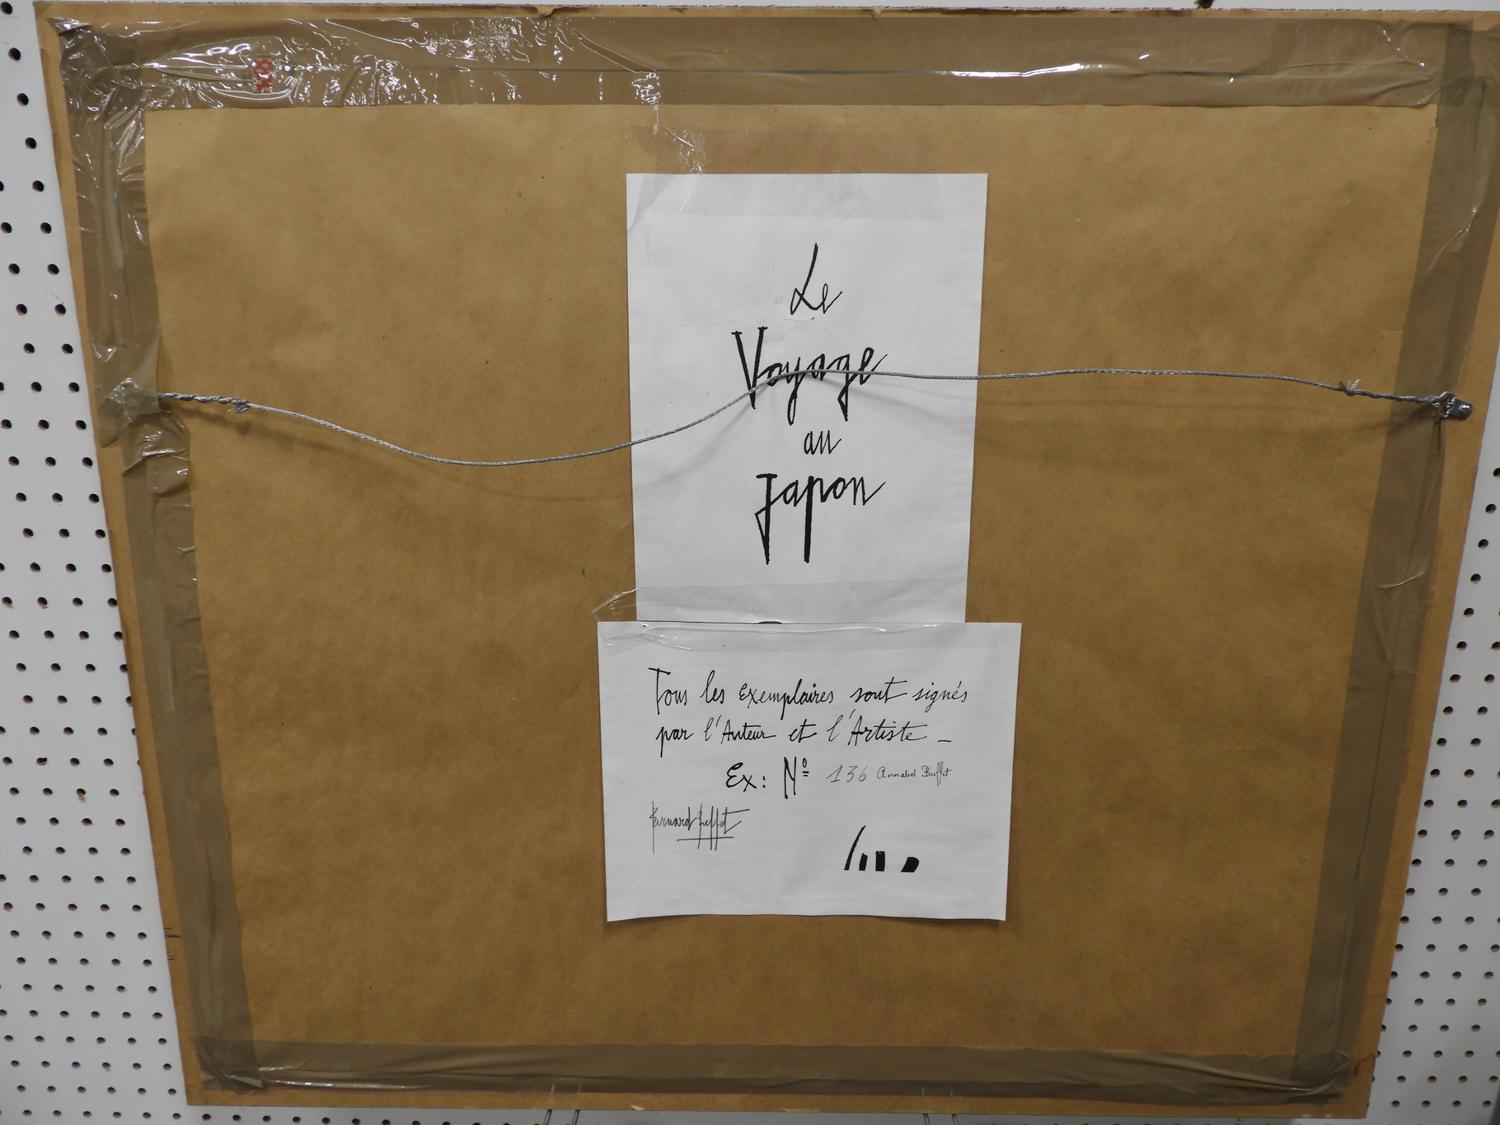 Le
Voyage
au
Japon
Tous les exemplaires sont signés
par l'Auteur et l'Artiste _
Ex: Nº 136 Annabel Buffet
Bernard Buffet